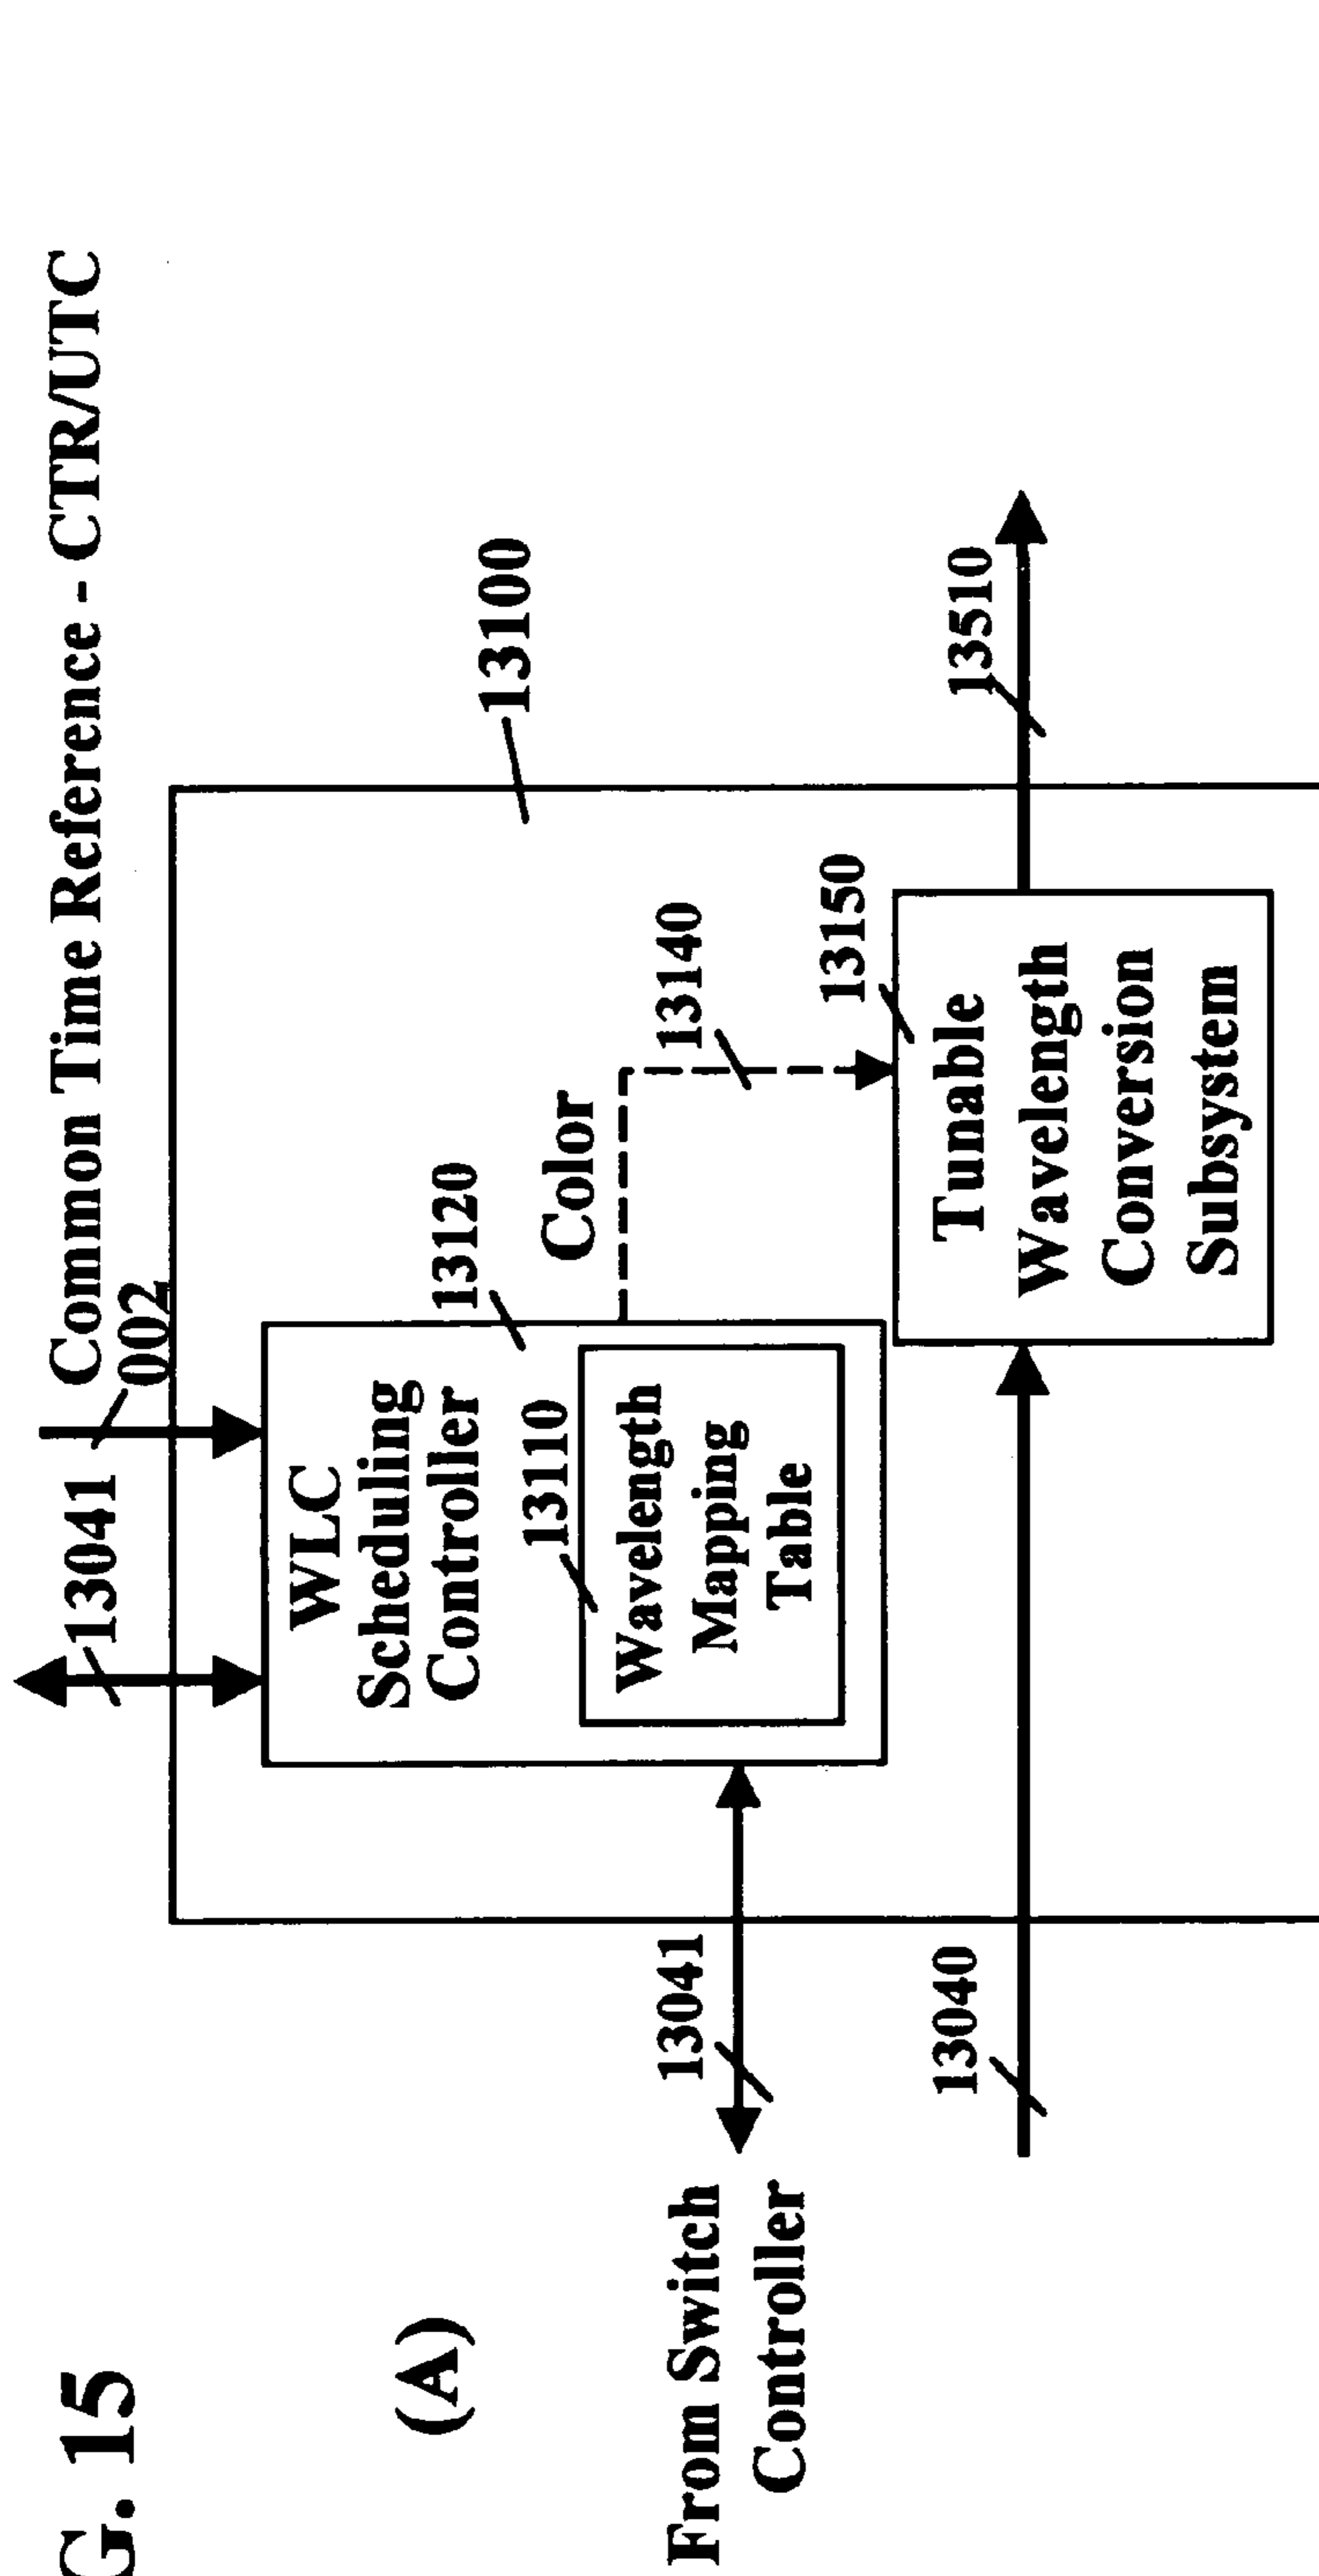 G. 15
(A)
Common Time Reference - CTR/UTC
002
13041
13100
WLC
Scheduling
Controller
13120
13110
Wavelength
Mapping
Table
Color
13140
13150
Tunable
Wavelength
Conversion
Subsystem
13510
13041
From Switch
Controller
13040